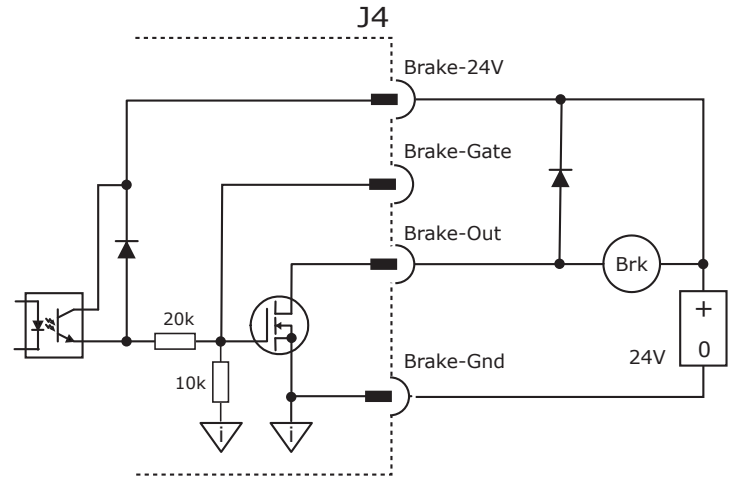 J4
Brake-24V
Brake-Gate
Brake-Out
Brk
20k
+
24V
0
Brake-Gnd
10k
i
i